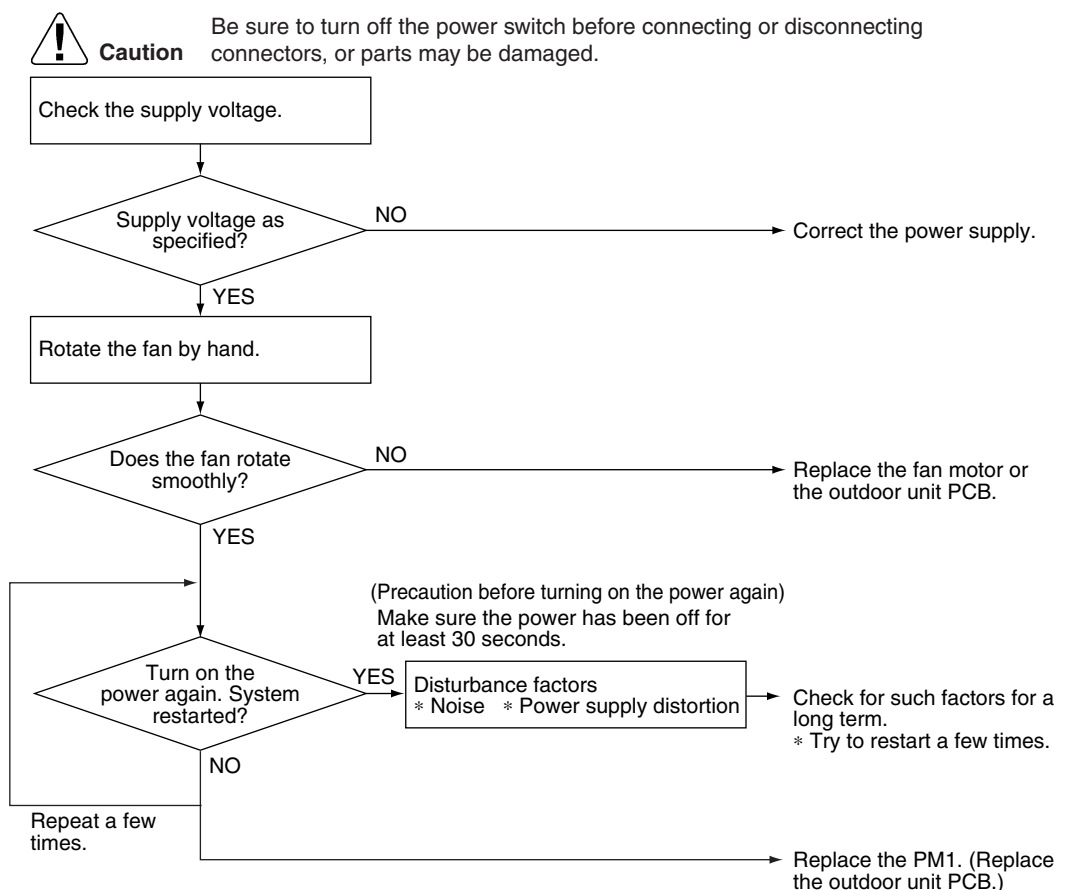 Be sure to turn off the power switch before connecting or disconnecting
Caution connectors, or parts may be damaged.
Check the supply voltage.
Supply voltage as
specified?
NO
Correct the power supply.
YES
Rotate the fan by hand.
Does the fan rotate
smoothly?
NO
Replace the fan motor or
the outdoor unit PCB.
YES
(Precaution before turning on the power again)
Make sure the power has been off for
at least 30 seconds.
Turn on the
power again. System
restarted?
YES
Disturbance factors
* Noise * Power supply distortion
Check for such factors for a
long term.
* Try to restart a few times.
NO
Repeat a few
times.
Replace the PM1. (Replace
the outdoor unit PCB.)